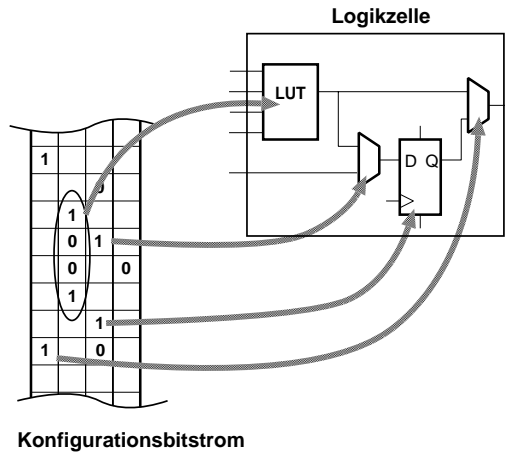 Logikzelle
LUT
D Q
1
0
1
0 1
0 0
1
1
1 0
Konfigurationsbitstrom